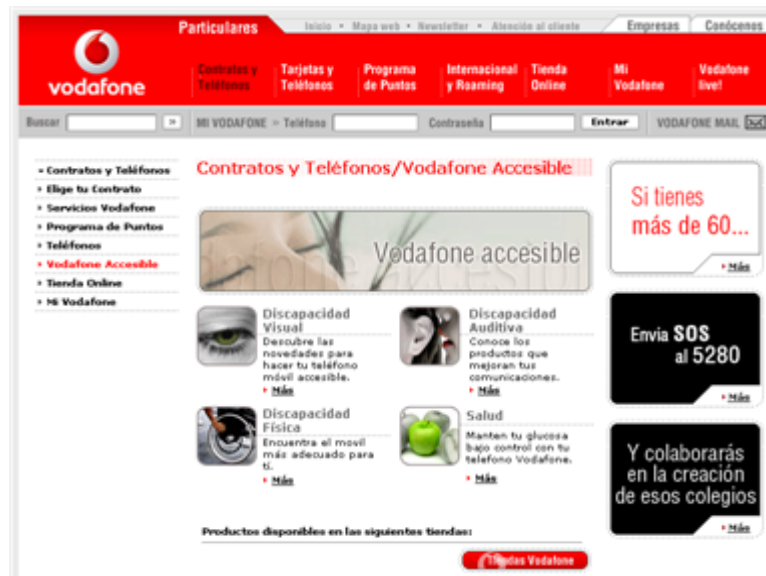 Particulares
Inicio • Mapa web • Newsletter • Atención al cliente
Empresas
Conócenos
vodafone
Contratos y
Teléfonos
Tarjetas y
Teléfonos
Programa
de Puntos
Internacional
y Roaming
Tienda
Online
Mi
Vodafone
Vodafone
live!
Buscar
MI VODAFONE » Teléfono
Contraseña
Entrar
VODAFONE MAIL
Contratos y Teléfonos
Elige tu Contrato
Servicios Vodafone
Programa de Puntos
Teléfonos
Vodafone Accesible
Tienda Online
Mi Vodafone
Contratos y Teléfonos/Vodafone Accesible
Vodafone accesible
Discapacidad
Visual
Descubre las
novedades para
hacer tu teléfono
móvil accesible.
Más
Discapacidad
Auditiva
Conoce los
productos que
mejoran tus
comunicaciones.
Más
Discapacidad
Física
Encuentra el movil
más adecuado para
tí.
Más
Salud
Manten tu glucosa
bajo control con tu
telefono Vodafone.
Más
Productos disponibles en las siguientes tiendas:
Tiendas Vodafone
Si tienes
más de 60...
Más
Envia SOS
al 5280
Más
Y colaborarás
en la creación
de esos colegios
Más